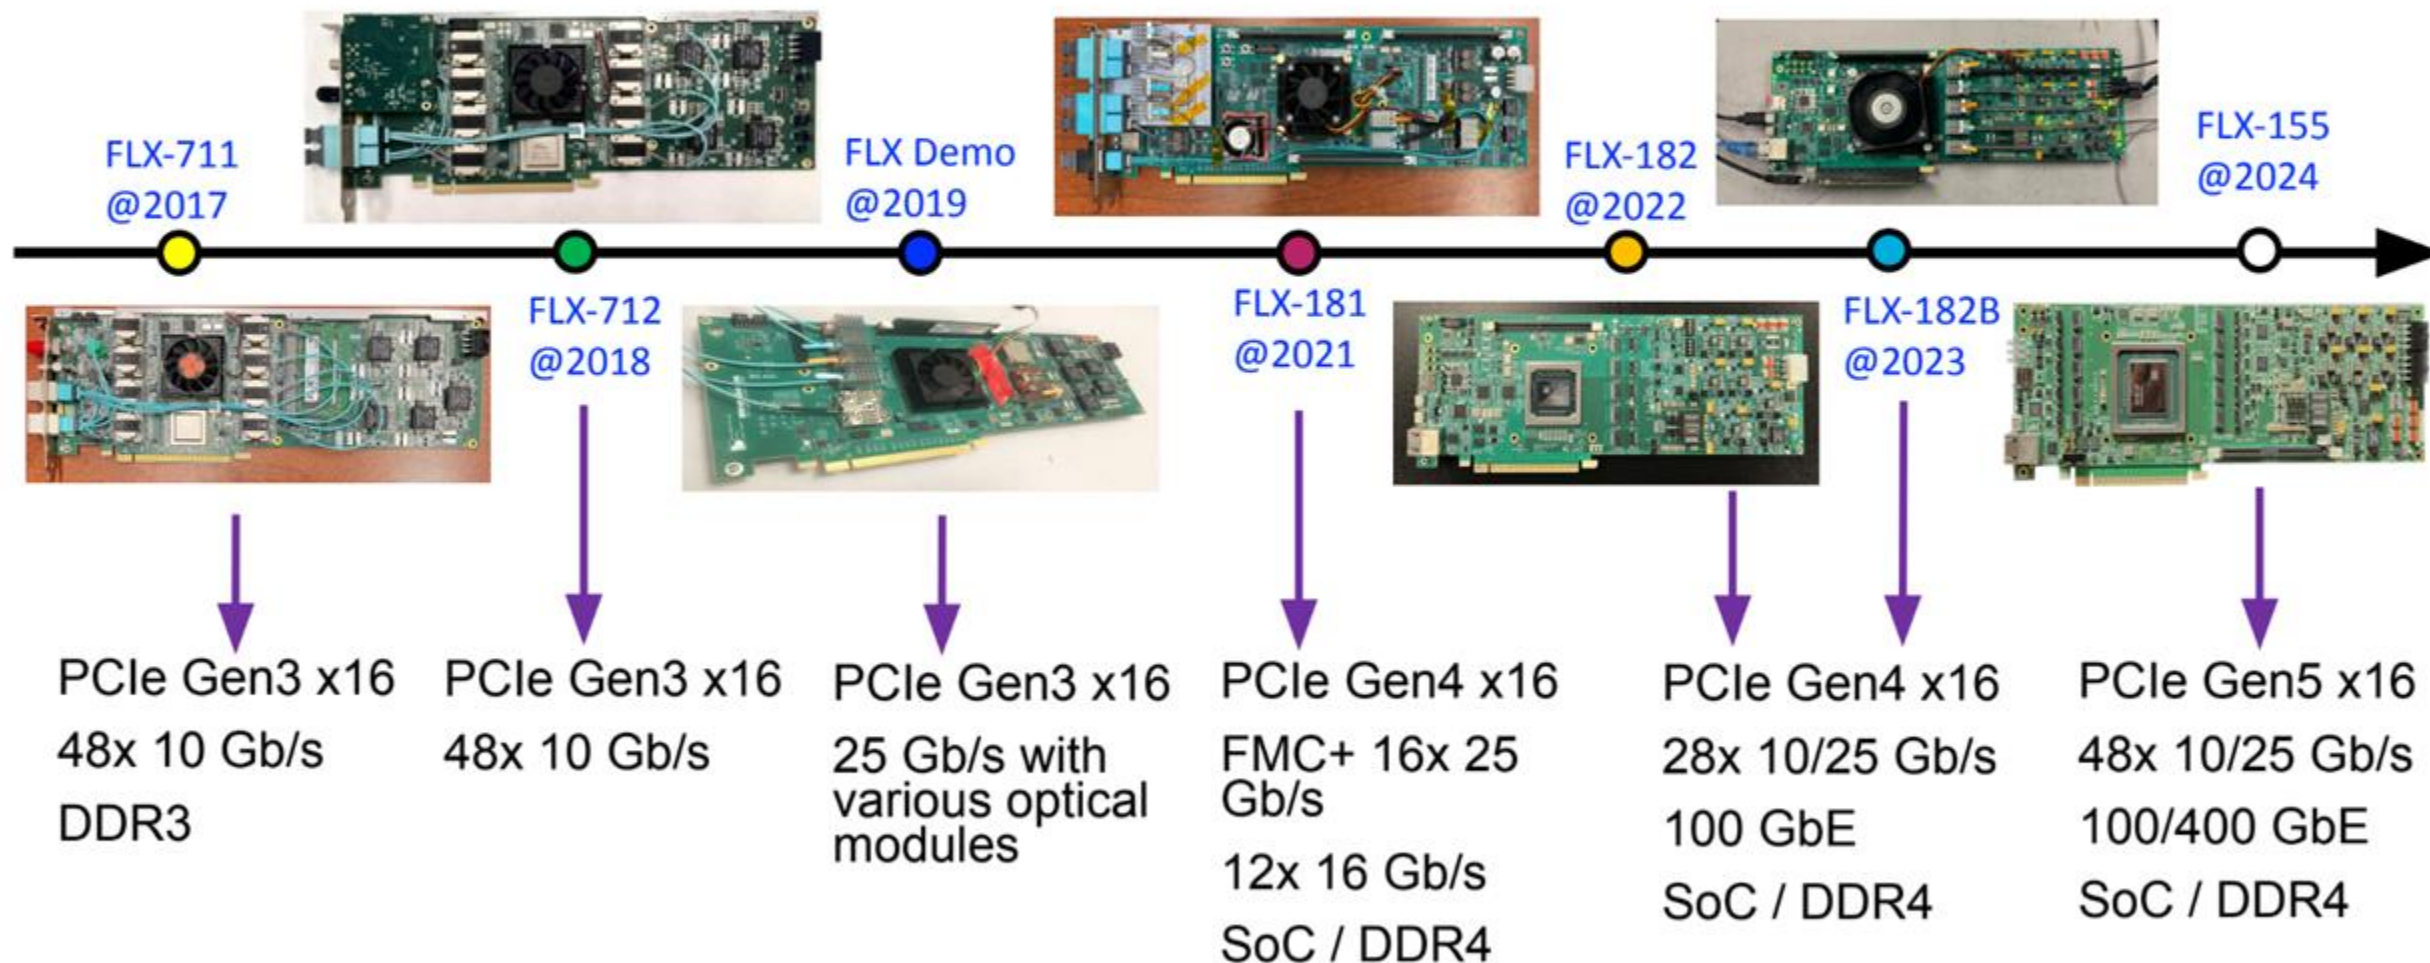 FLX-711
@2017
FLX-712
@2018
FLX Demo
@2019
FLX-181
@2021
FLX-182
@2022
FLX-182B
@2023
FLX-155
@2024
PCIe Gen3 x16
48x 10 Gb/s
DDR3
PCIe Gen3 x16
48x 10 Gb/s
PCIe Gen3 x16
25 Gb/s with
various optical
modules
PCIe Gen4 x16
FMC+ 16x 25
Gb/s
12x 16 Gb/s
SoC / DDR4
PCIe Gen4 x16
28x 10/25 Gb/s
100 GbE
SoC / DDR4
PCIe Gen5 x16
48x 10/25 Gb/s
100/400 GbE
SoC / DDR4